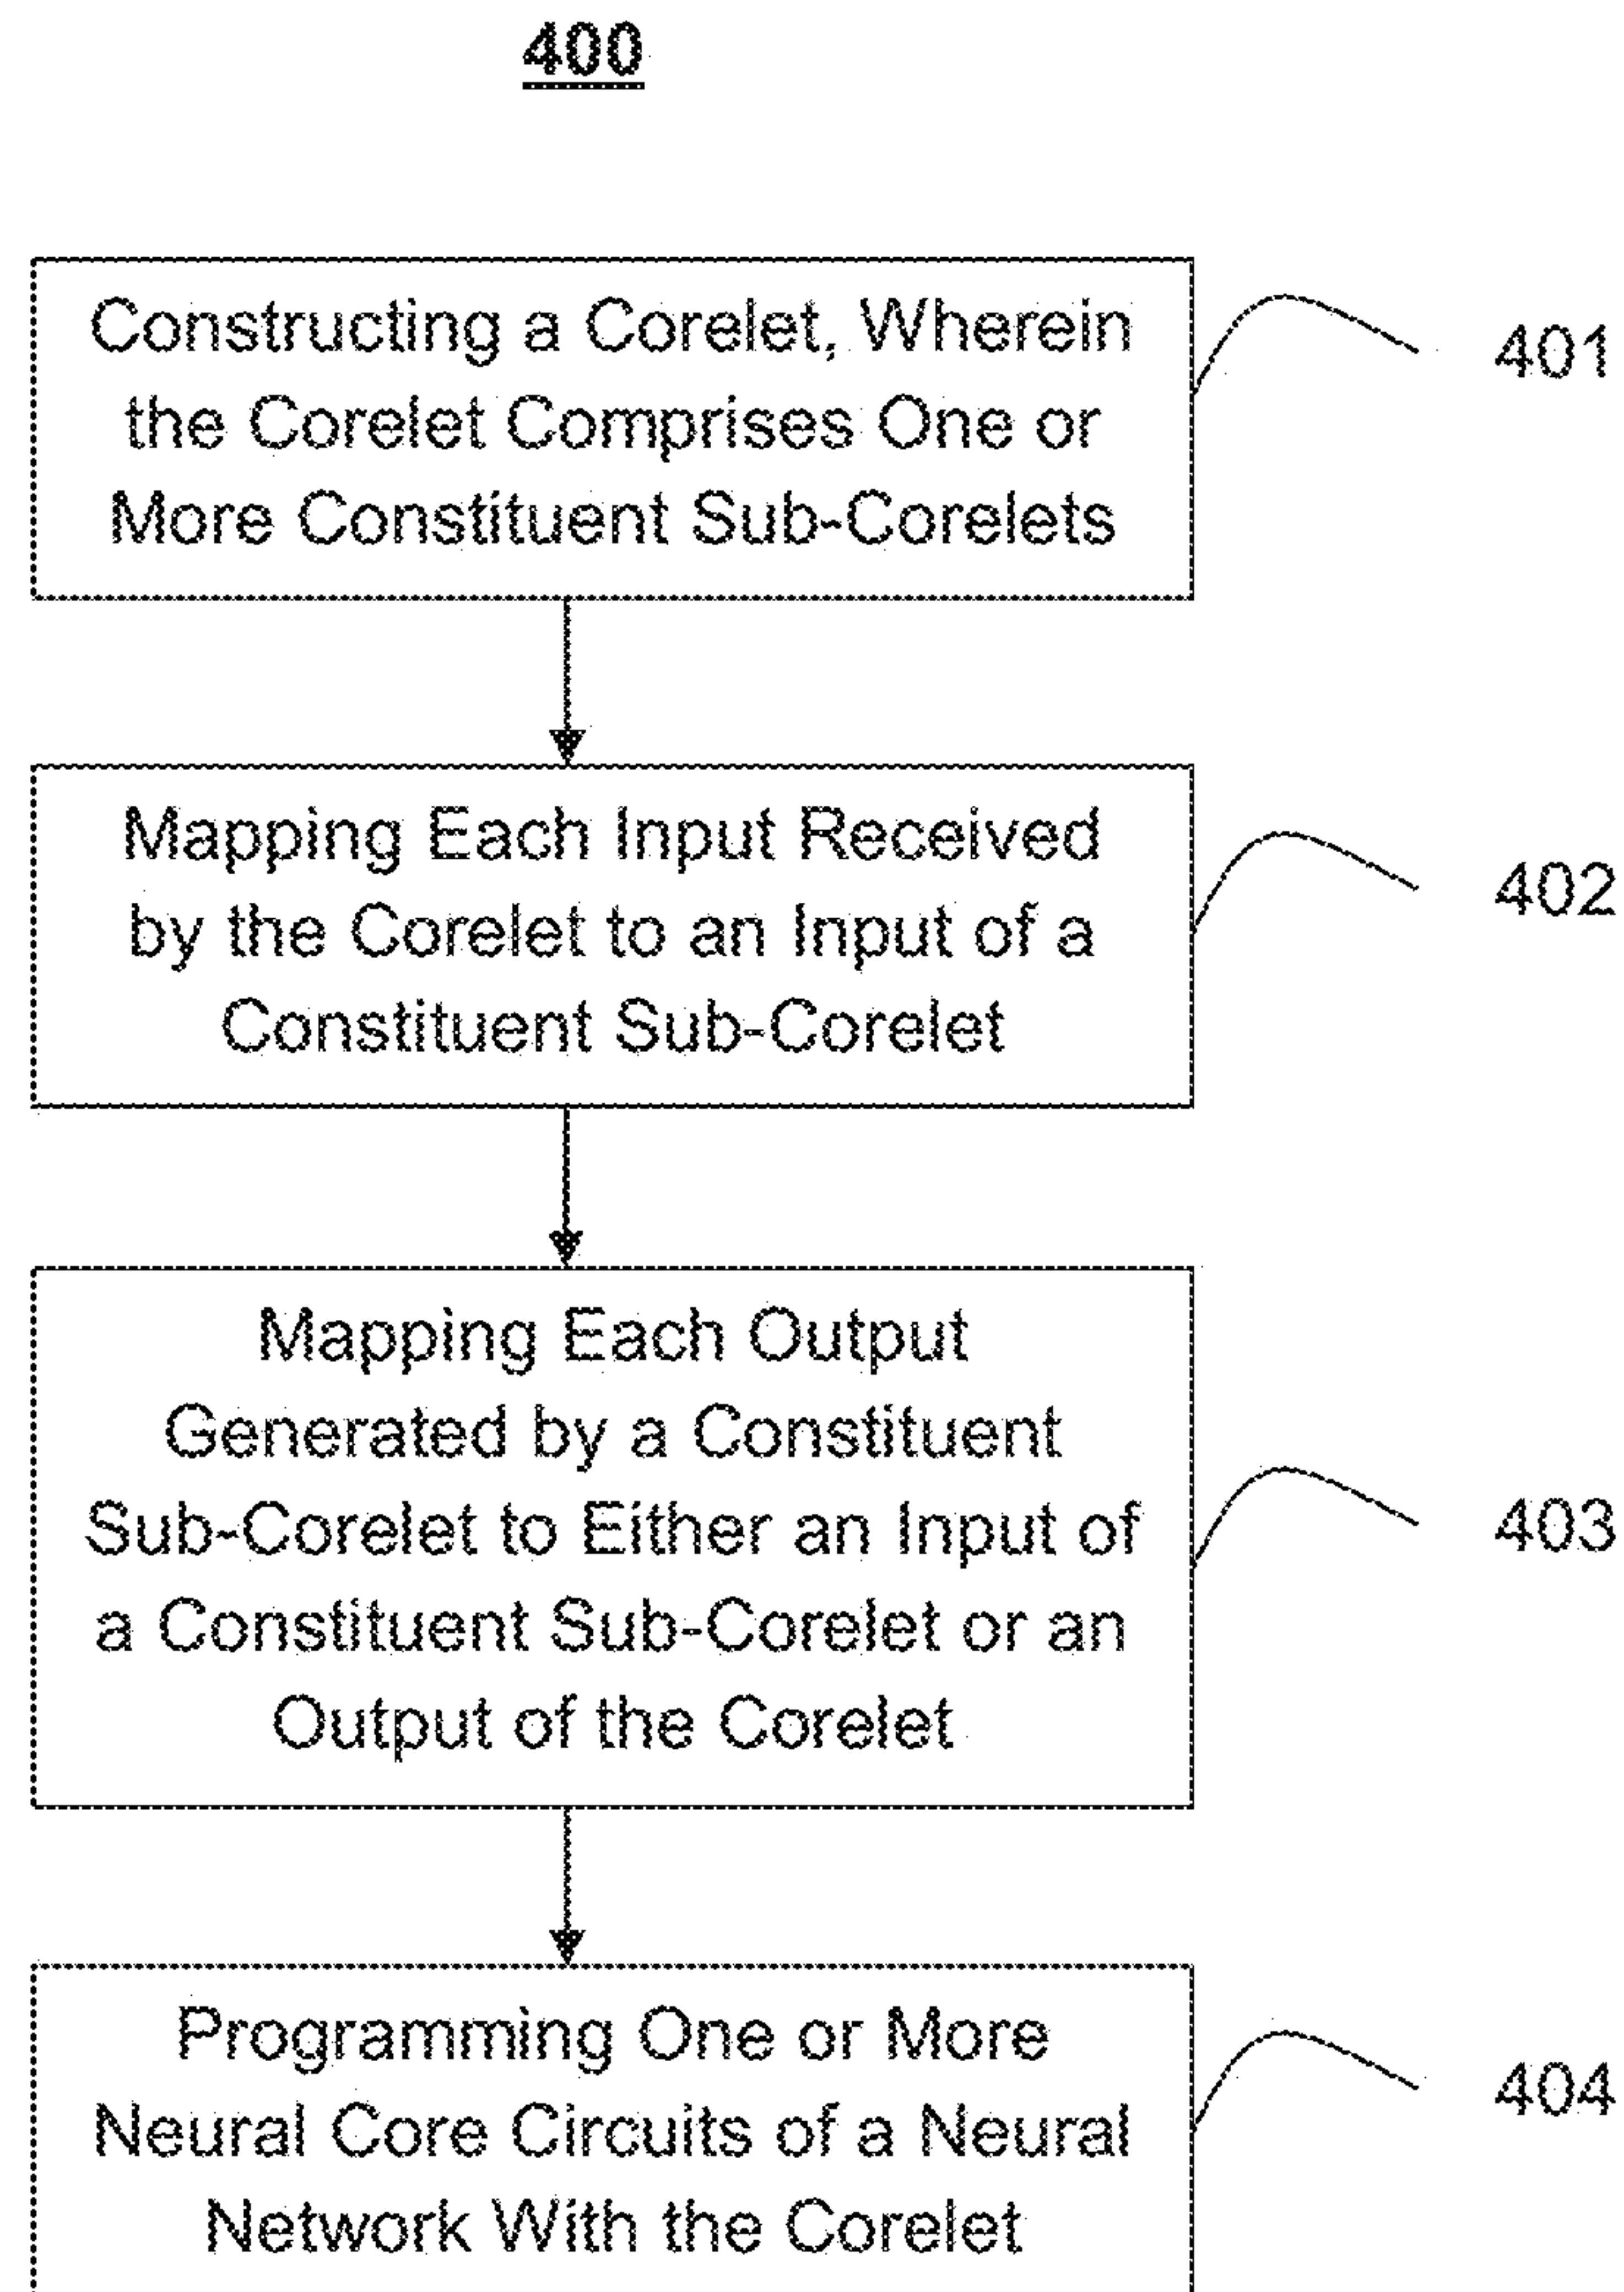 400
Constructing a Corelet, Wherein
the Corelet Comprises One or
More Constituent Sub-Corelets
401
Mapping Each Input Received
by the Corelet to an Input of a
Constituent Sub-Corelet
402
Mapping Each Output
Generated by a Constituent
Sub-Corelet to Either an Input of
a Constituent Sub-Corelet or an
Output of the Corelet
403
Programming One or More
Neural Core Circuits of a Neural
Network With the Corelet
404